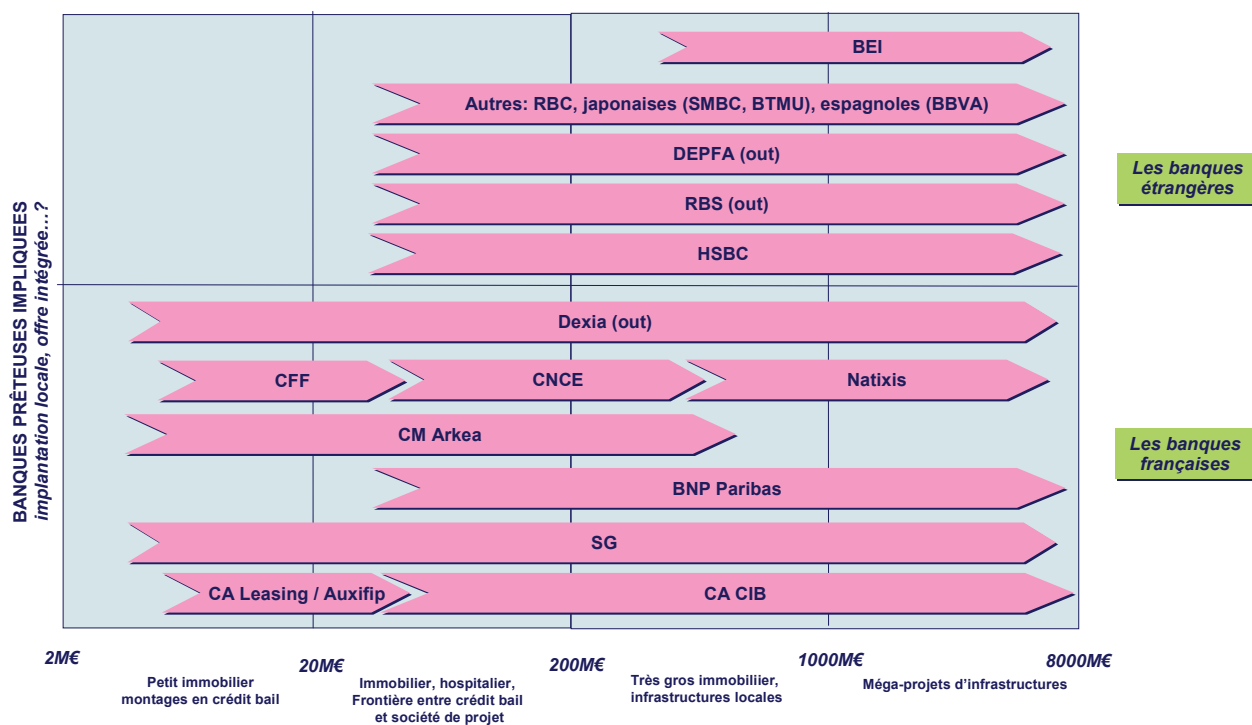 BANQUES PRÊTEUSES IMPLIQUEES
implantation locale, offre intégrée…?
BEI
Autres: RBC, japonaises (SMBC, BTMU), espagnoles (BBVA)
DEPFA (out)
RBS (out)
HSBC
Les banques
étrangères
Dexia (out)
CFF
CNCE
Natixis
CM Arkea
BNP Paribas
SG
CA Leasing / Auxifip
CA CIB
Les banques
françaises
2M€
20M€
200M€
1000M€
8000M€
Petit immobilier
montages en crédit bail
Immobilier, hospitalier,
Frontière entre crédit bail
et société de projet
Très gros immobiliier,
infrastructures locales
Méga-projets d’infrastructures